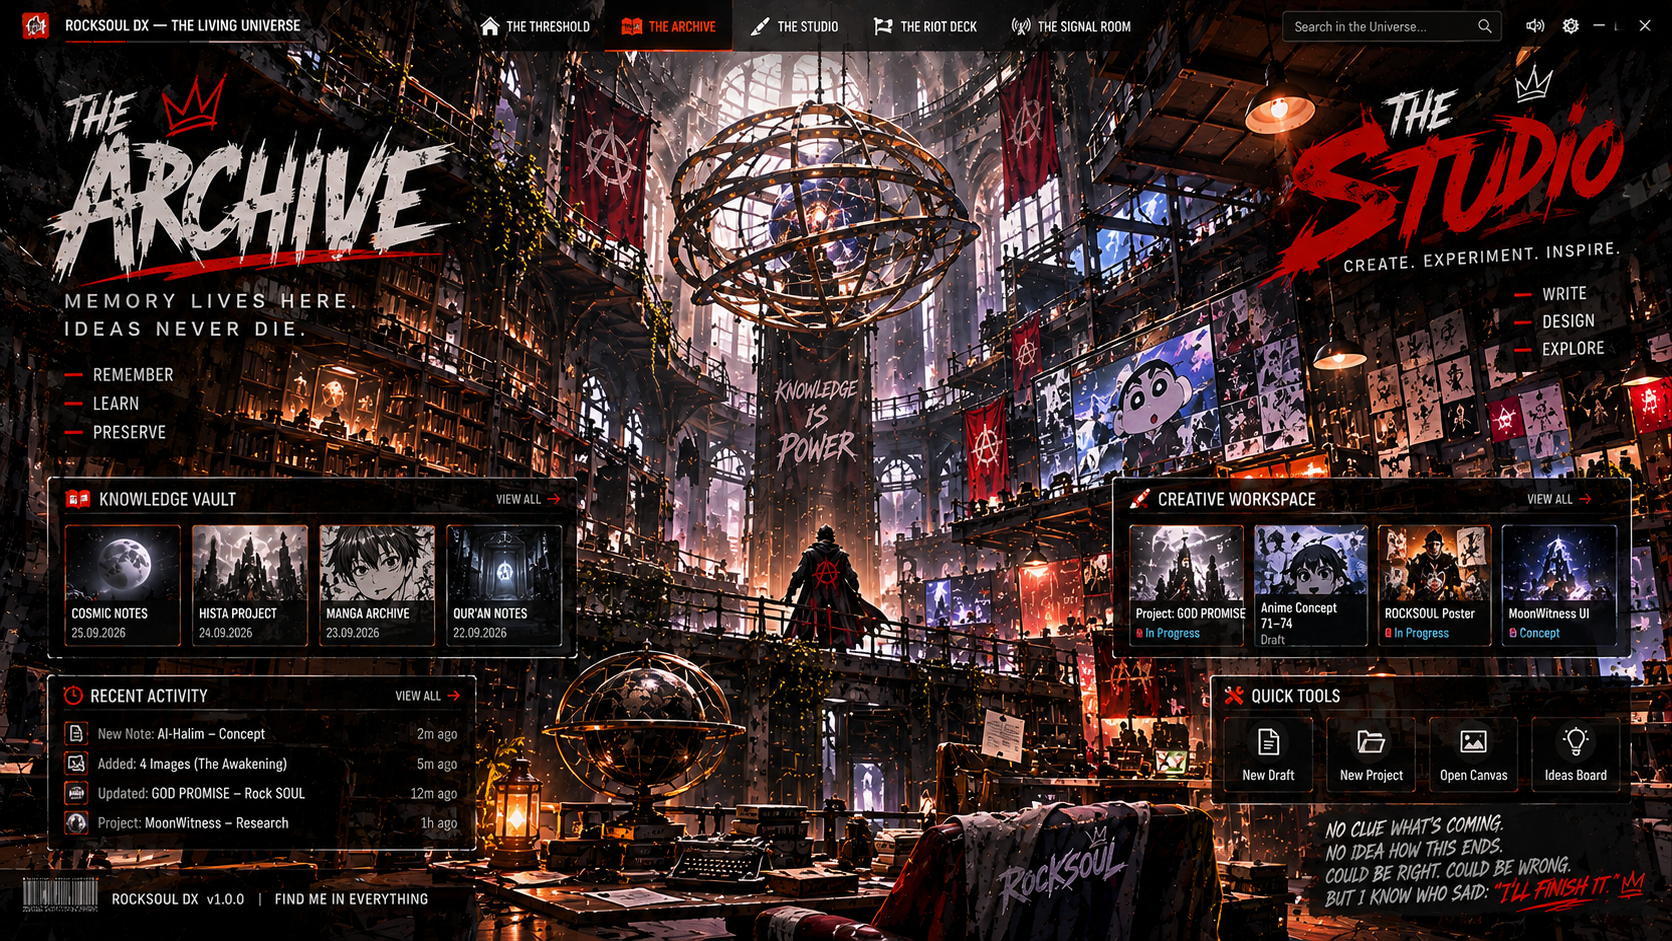 ROCKSOUL DX — THE LIVING UNIVERSE
THE THRESHOLD
THE ARCHIVE
THE STUDIO
THE RIOT DECK
THE SIGNAL ROOM
Search in the Universe...
THE
ARCHIVE
MEMORY LIVES HERE.
IDEAS NEVER DIE.
REMEMBER
LEARN
PRESERVE
THE
STUDIO
CREATE. EXPERIMENT. INSPIRE.
WRITE
DESIGN
EXPLORE
KNOWLEDGE
IS
POWER
KNOWLEDGE VAULT
VIEW ALL
COSMIC NOTES
25.09.2026
HISTA PROJECT
24.09.2026
MANGA ARCHIVE
23.09.2026
QUR'AN NOTES
22.09.2026
CREATIVE WORKSPACE
VIEW ALL
Project: GOD PROMISE
In Progress
Anime Concept
71–74
Draft
ROCKSOUL Poster
In Progress
MoonWitness UI
Concept
RECENT ACTIVITY
VIEW ALL
New Note: Al-Halim – Concept
2m ago
Added: 4 Images (The Awakening)
5m ago
Updated: GOD PROMISE – Rock SOUL
12m ago
Project: MoonWitness – Research
1h ago
QUICK TOOLS
New Draft
New Project
Open Canvas
Ideas Board
ROCKSOUL
NO CLUE WHAT'S COMING.
NO IDEA HOW THIS ENDS.
COULD BE RIGHT. COULD BE WRONG.
BUT I KNOW WHO SAID: "I'LL FINISH IT."
ROCKSOUL DX v1.0.0 | FIND ME IN EVERYTHING